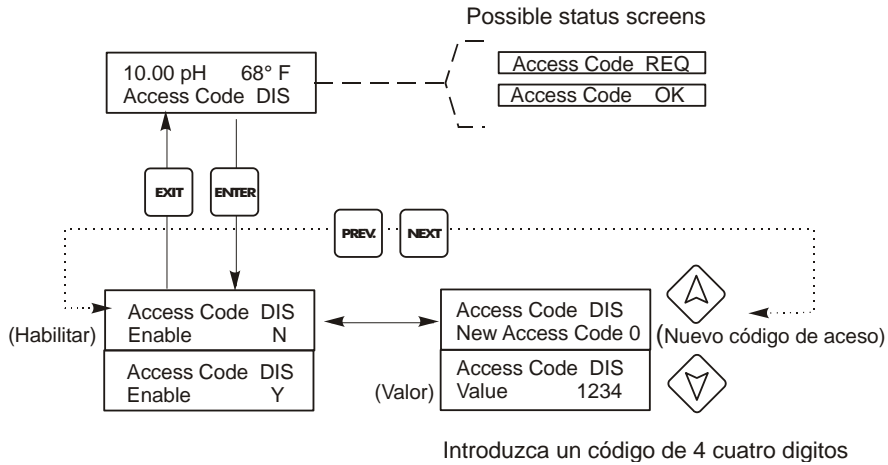 Possible status screens
10.00 pH 68° F
Access Code DIS
Access Code REQ
Access Code OK
EXIT
ENTER
PREV.
NEXT
(Habilitar)
Access Code DIS
Enable N
Access Code DIS
Enable Y
Access Code DIS
New Access Code 0
(Nuevo código de aceso)
(Valor)
Access Code DIS
Value 1234
Introduzca un código de 4 cuatro digitos